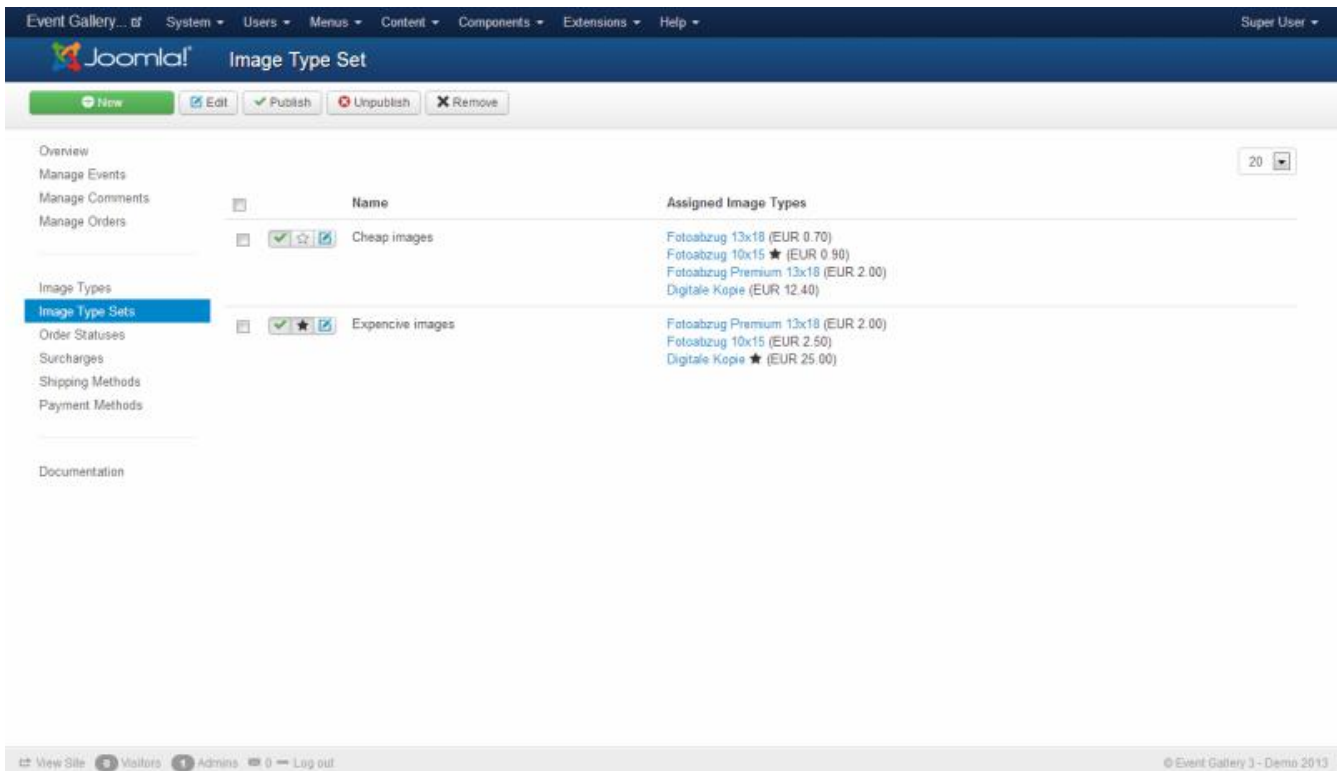 Event Gallery... System Users Menus Content Components Extensions Help Super User
Joomla! Image Type Set
New Edit Publish Unpublish Remove
Overview
Manage Events
Manage Comments
Manage Orders
Image Types
Image Type Sets
Order Statuses
Surcharges
Shipping Methods
Payment Methods
Documentation
20
Name Assigned Image Types
Cheap images
Fotoabzug 13x18 (EUR 0.70)
Fotoabzug 10x15 ★ (EUR 0.90)
Fotoabzug Premium 13x18 (EUR 2.00)
Digitale Kopie (EUR 12.40)
Expencive images
Fotoabzug Premium 13x18 (EUR 2.00)
Fotoabzug 10x15 (EUR 2.50)
Digitale Kopie ★ (EUR 25.00)
View Site Visitors 1 Admins 0 Log out
© Event Gallery 3 - Demo 2013